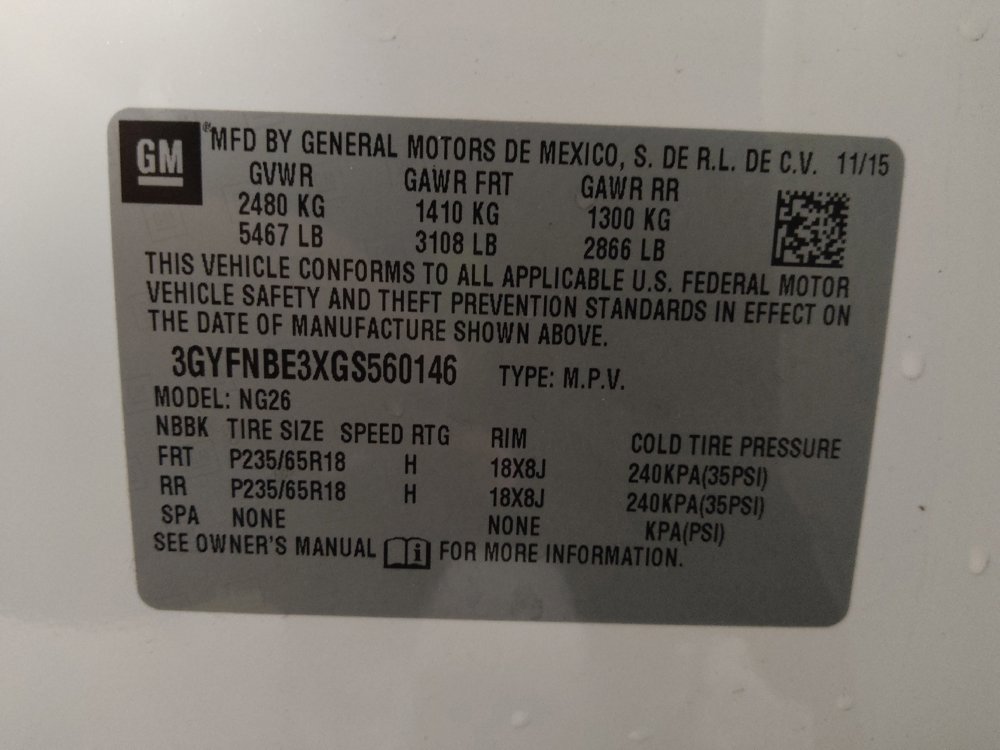 GM
® MFD BY GENERAL MOTORS DE MEXICO, S. DE R.L. DE C.V. 11/15
GVWR GAWR FRT GAWR RR
2480 KG 1410 KG 1300 KG
5467 LB 3108 LB 2866 LB
THIS VEHICLE CONFORMS TO ALL APPLICABLE U.S. FEDERAL MOTOR
VEHICLE SAFETY AND THEFT PREVENTION STANDARDS IN EFFECT ON
THE DATE OF MANUFACTURE SHOWN ABOVE.
3GYFNBE3XGS560146 TYPE: M.P.V.
MODEL: NG26
NBBK TIRE SIZE SPEED RTG RIM COLD TIRE PRESSURE
FRT P235/65R18 H 18X8J 240KPA(35PSI)
RR P235/65R18 H 18X8J 240KPA(35PSI)
SPA NONE NONE KPA(PSI)
SEE OWNER'S MANUAL i FOR MORE INFORMATION.